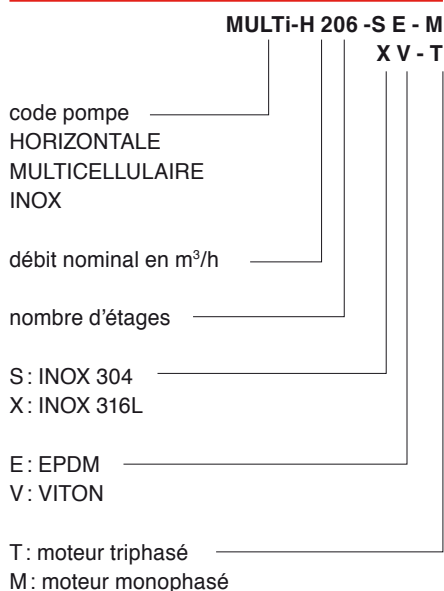 MULTi-H 206 -S E - M
X V - T
code pompe
HORIZONTALE
MULTICELLULAIRE
INOX
débit nominal en m³/h
nombre d'étages
S : INOX 304
X : INOX 316L
E : EPDM
V : VITON
T : moteur triphasé
M : moteur monophasé